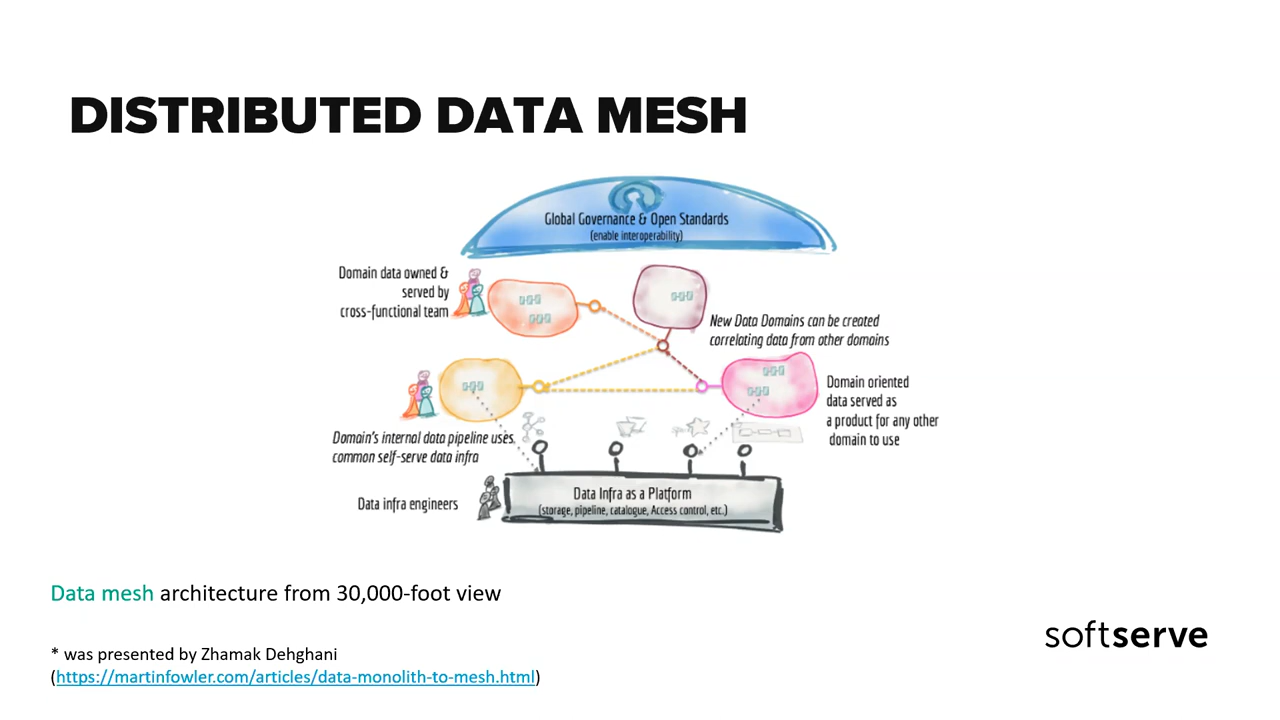 DISTRIBUTED DATA MESH
Global Governance & Open Standards
(enable interoperability)
Domain data owned &
served by
cross-functional team
New Data Domains can be created
correlating data from other domains
Domain oriented
data served as
a product for any other
domain to use
Domain's internal data pipeline uses,
common self-serve data infra
Data infra engineers
Data Infra as a Platform
(storage, pipeline, catalogue, Access control, etc.)
Data mesh architecture from 30,000-foot view
softserve
* was presented by Zhamak Dehghani
(https://martinfowler.com/articles/data-monolith-to-mesh.html)